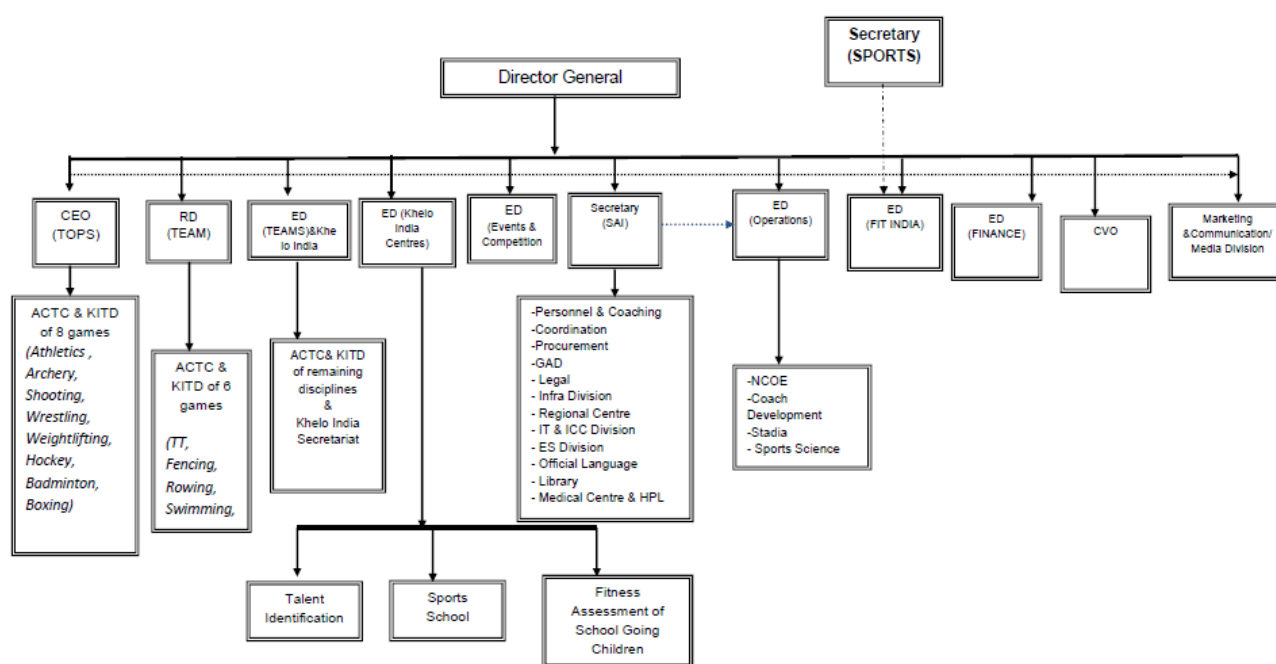 Secretary
(SPORTS)
Director General
CEO
(TOPS)
RD
(TEAM)
ED
(TEAMS)&Khe
lo India
ED (Khelo
India
Centres)
ED
(Events &
Competition
Secretary
(SAI)
ED
(Operations)
ED
(FIT INDIA)
ED
(FINANCE)
CVO
Marketing
&Communication/
Media Division
ACTC & KITD
of 8 games
(Athletics ,
Archery,
Shooting,
Wrestling,
Weightlifting,
Hockey,
Badminton,
Boxing)
ACTC &
KITD of 6
games
(TT,
Fencing,
Rowing,
Swimming,
ACTC& KITD
of remaining
disciplines
&
Khelo India
Secretariat
-Personnel & Coaching
-Coordination
-Procurement
-GAD
- Legal
- Infra Division
- Regional Centre
- IT & ICC Division
- ES Division
- Official Language
- Library
- Medical Centre & HPL
-NCOE
-Coach
Development
-Stadia
- Sports Science
Talent
Identification
Sports
School
Fitness
Assessment of
School Going
Children